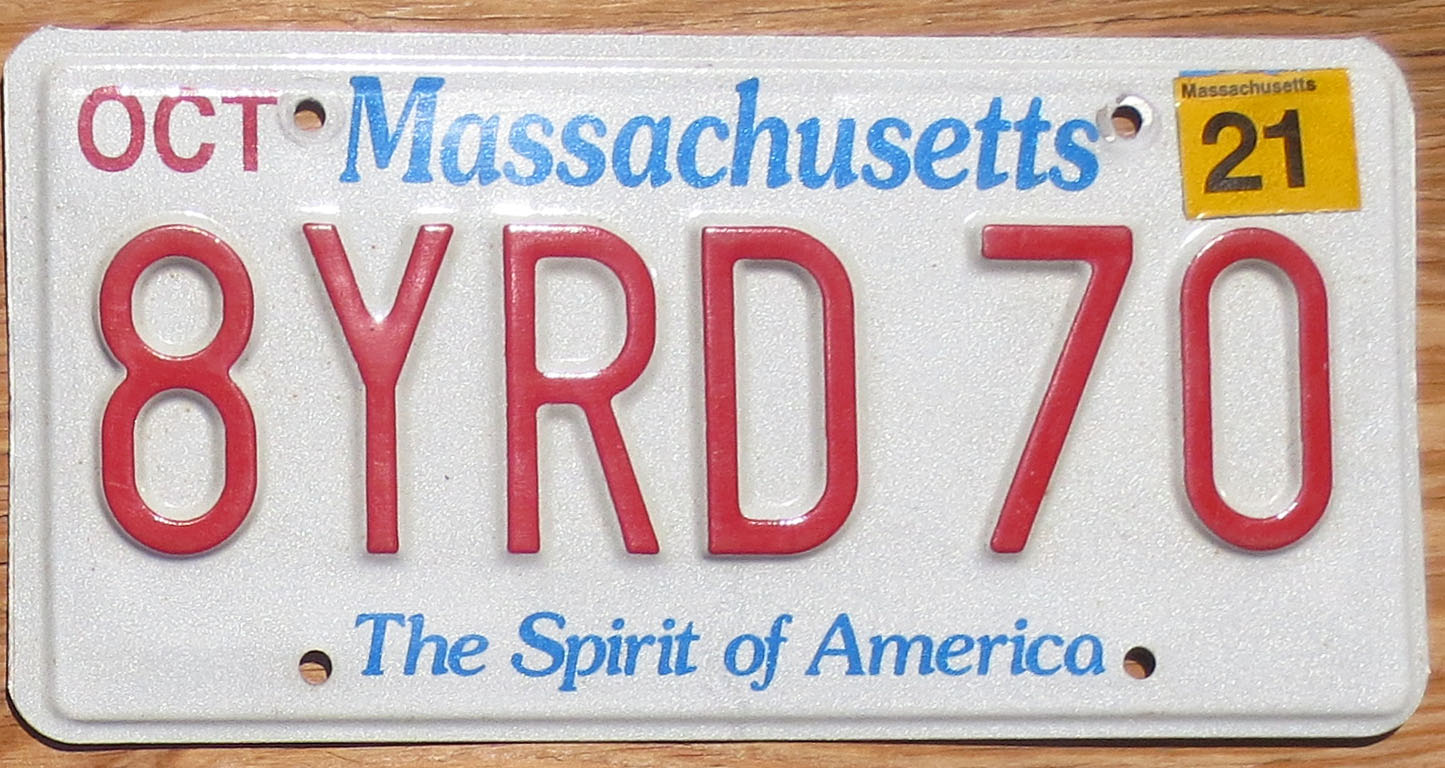 OCT Massachusetts
Massachusetts
21
8YRD 70
The Spirit of America